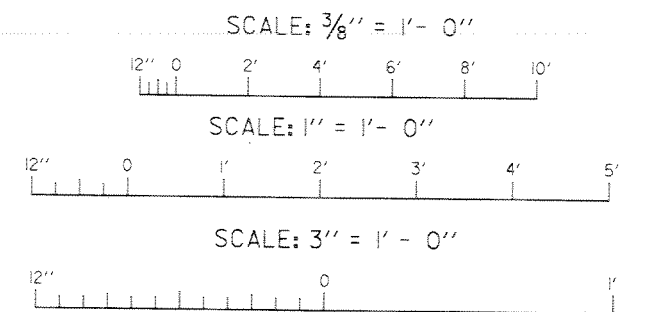 SCALE: 3/8'' = 1'- 0''
12'' 0 2' 4' 6' 8' 10'
SCALE: 1'' = 1'- 0''
12'' 0 1' 2' 3' 4' 5'
SCALE: 3'' = 1' - 0''
12'' 0 1'